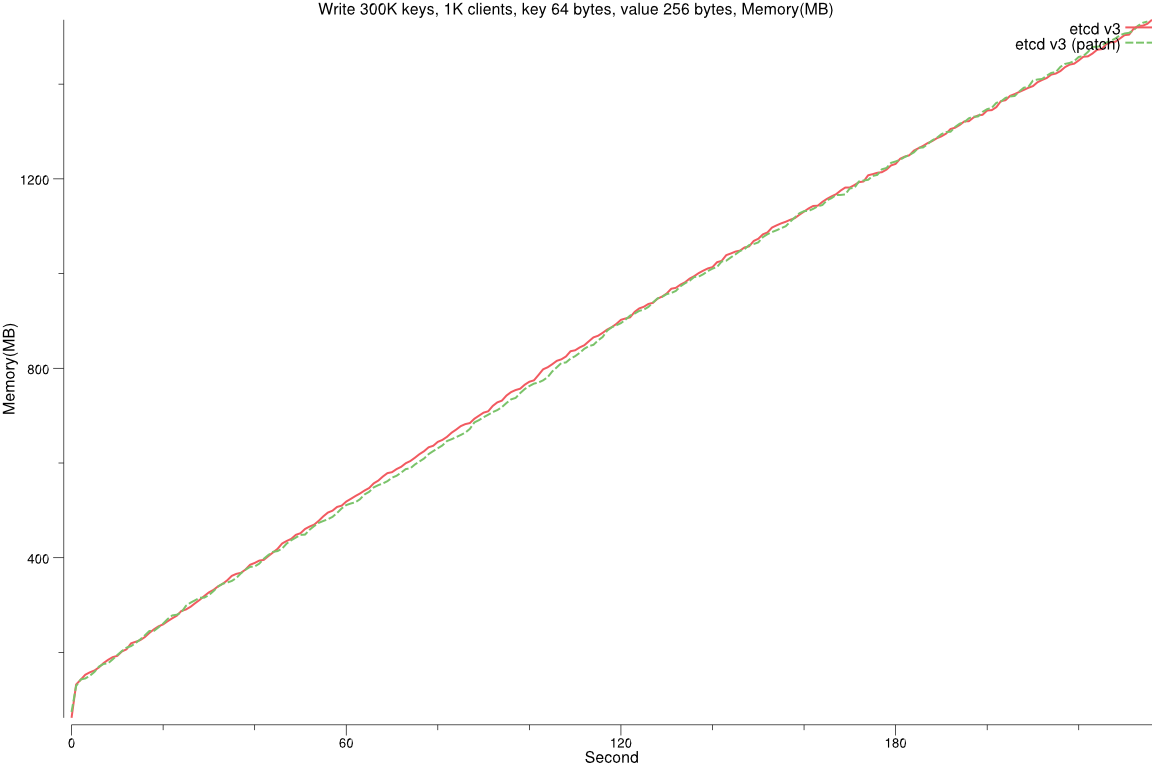 Write 300K keys, 1K clients, key 64 bytes, value 256 bytes, Memory(MB)
etcd v3
etcd v3 (patch)
1200
800
400
Memory(MB)
0
60
120
180
Second